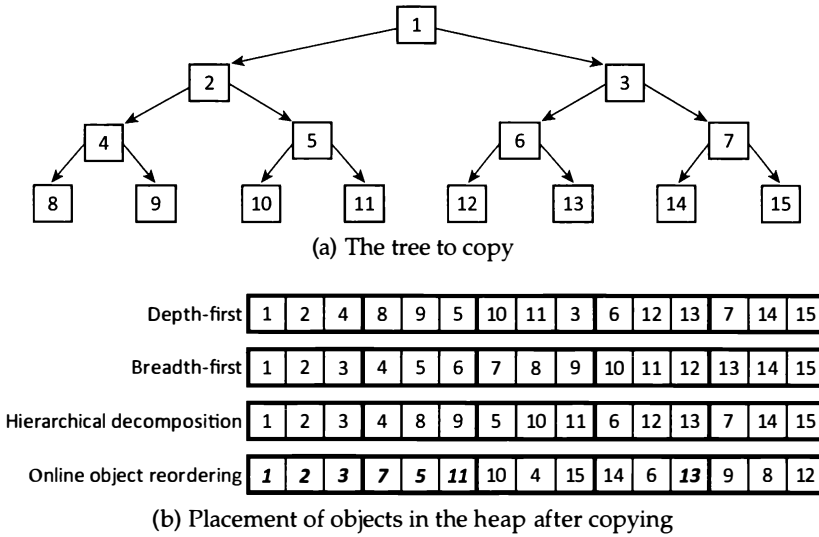 1
2 3
4 5 6 7
8 9 10 11 12 13 14 15
(a) The tree to copy
Depth-first 1 2 4 8 9 5 10 11 3 6 12 13 7 14 15
Breadth-first 1 2 3 4 5 6 7 8 9 10 11 12 13 14 15
Hierarchical decomposition 1 2 3 4 8 9 5 10 11 6 12 13 7 14 15
Online object reordering 1 2 3 7 5 11 10 4 15 14 6 13 9 8 12
(b) Placement of objects in the heap after copying